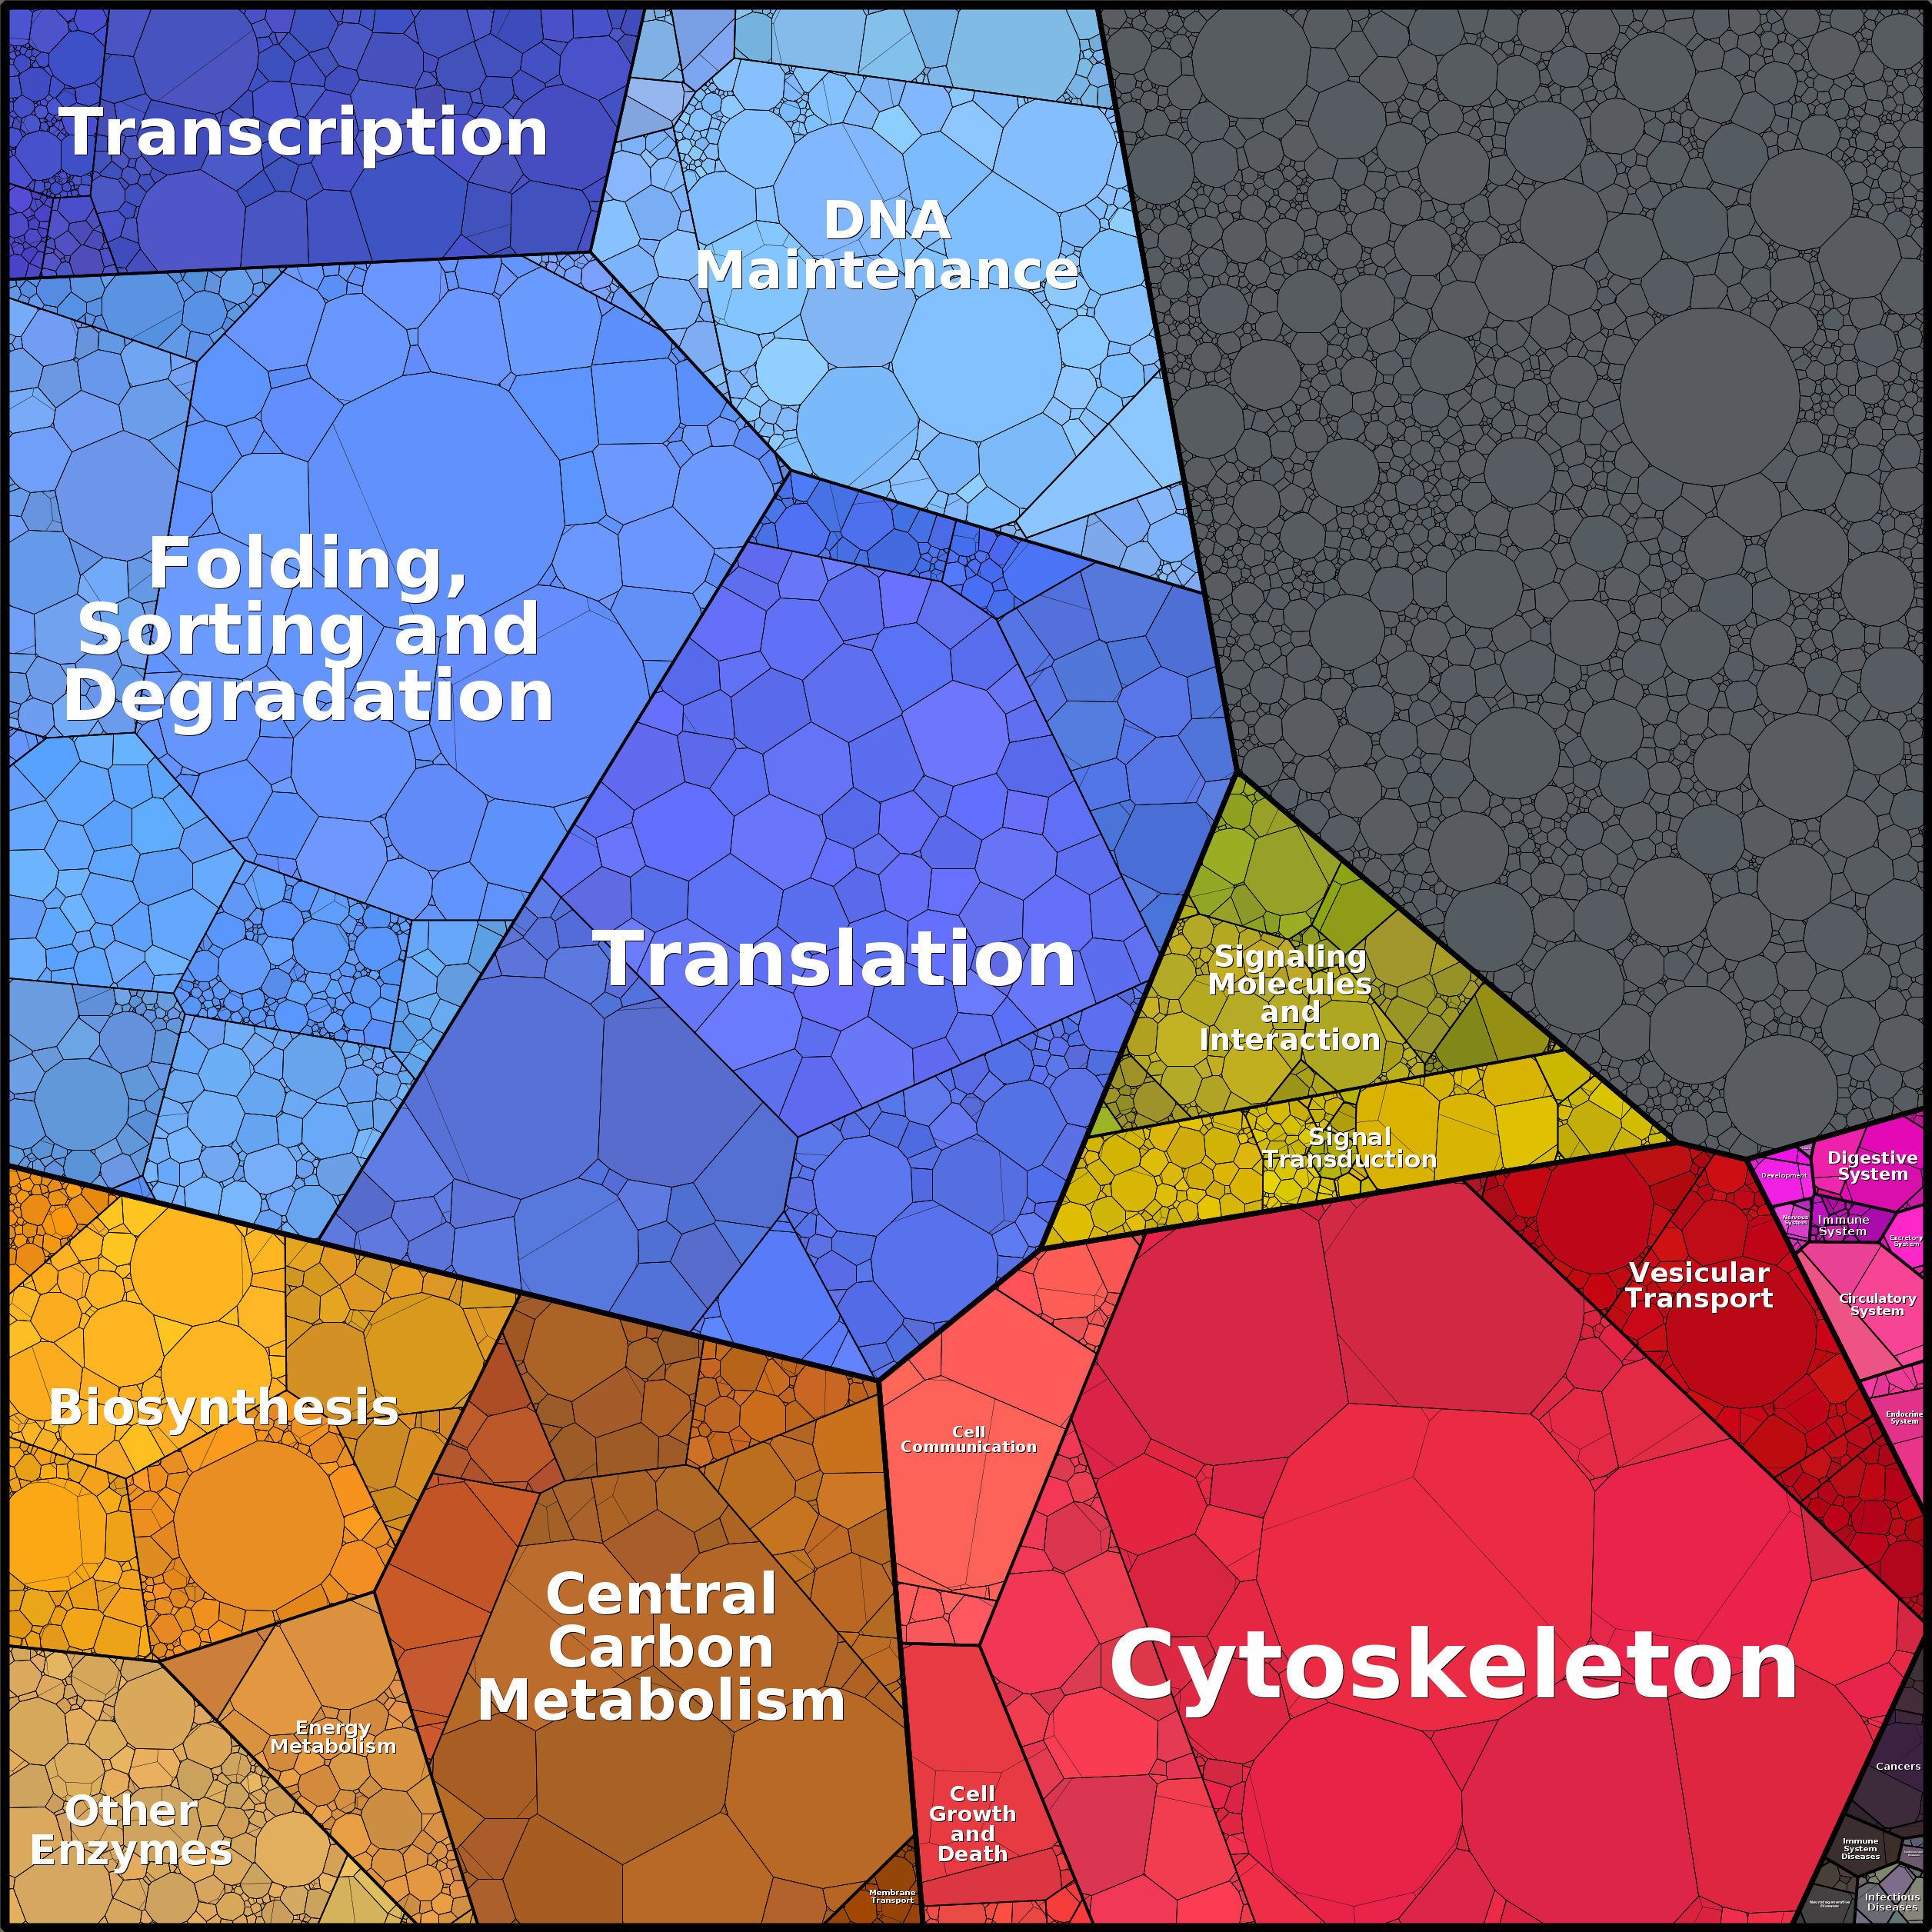 Transcription
DNA
Maintenance
Folding,
Sorting and
Degradation
Translation
Signaling
Molecules
and
Interaction
Signal
Transduction
Development
Digestive
System
Nervous
System
Immune
System
Excretory
System
Circulatory
System
Endocrine
System
Vesicular
Transport
Biosynthesis
Cell
Communication
Central
Carbon
Metabolism
Cytoskeleton
Energy
Metabolism
Other
Enzymes
Cell
Growth
and
Death
Membrane
Transport
Cancers
Immune
System
Diseases
Neurodegenerative
Diseases
Infectious
Diseases